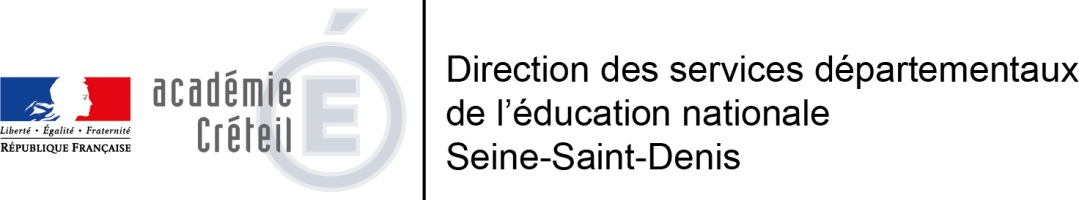 Liberté • Égalité • Fraternité
RÉPUBLIQUE FRANÇAISE
académie
Créteil
É
Direction des services départementaux
de l’éducation nationale
Seine-Saint-Denis